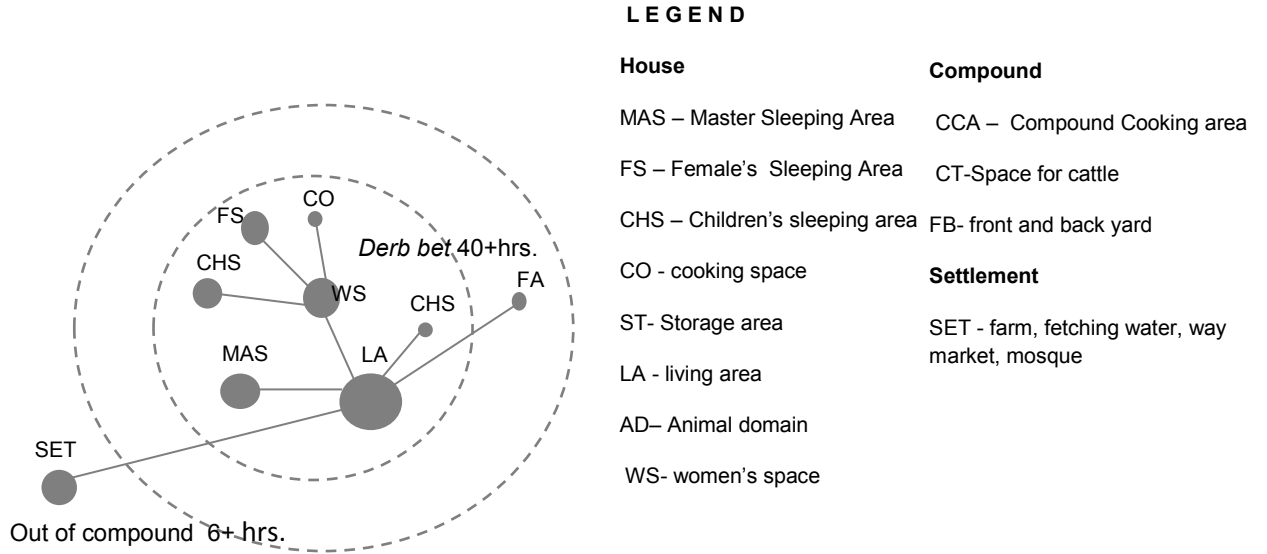 CO
FS
Derb bet 40+hrs.
CHS
FA
WS
CHS
MAS
LA
SET
Out of compound 6+ hrs.
L E G E N D
House
MAS – Master Sleeping Area
FS – Female's Sleeping Area
CHS – Children's sleeping area
CO - cooking space
ST- Storage area
LA - living area
AD– Animal domain
WS- women's space
Compound
CCA – Compound Cooking area
CT-Space for cattle
FB- front and back yard
Settlement
SET - farm, fetching water, way
market, mosque